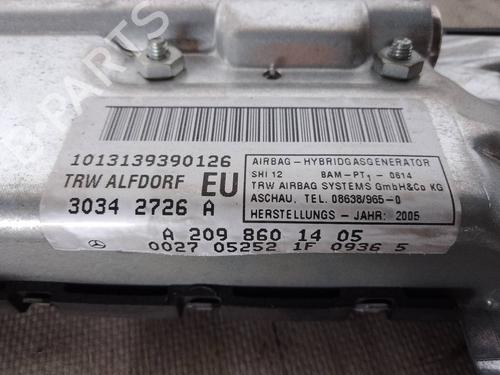 1013139390126
TRW ALFDORF EU
3034 2726 A
AIRBAG - HYBRIDGASGENERATOR
SHI 12 BAM-PT1-0614
TRW AIRBAG SYSTEMS GmbH&Co KG
ASCHAU. TEL. 08638/965-0
HERSTELLUNGS - JAHR: 2005
A 209 860 14 05
0027 05252 1F 0936 5
B-PARTS